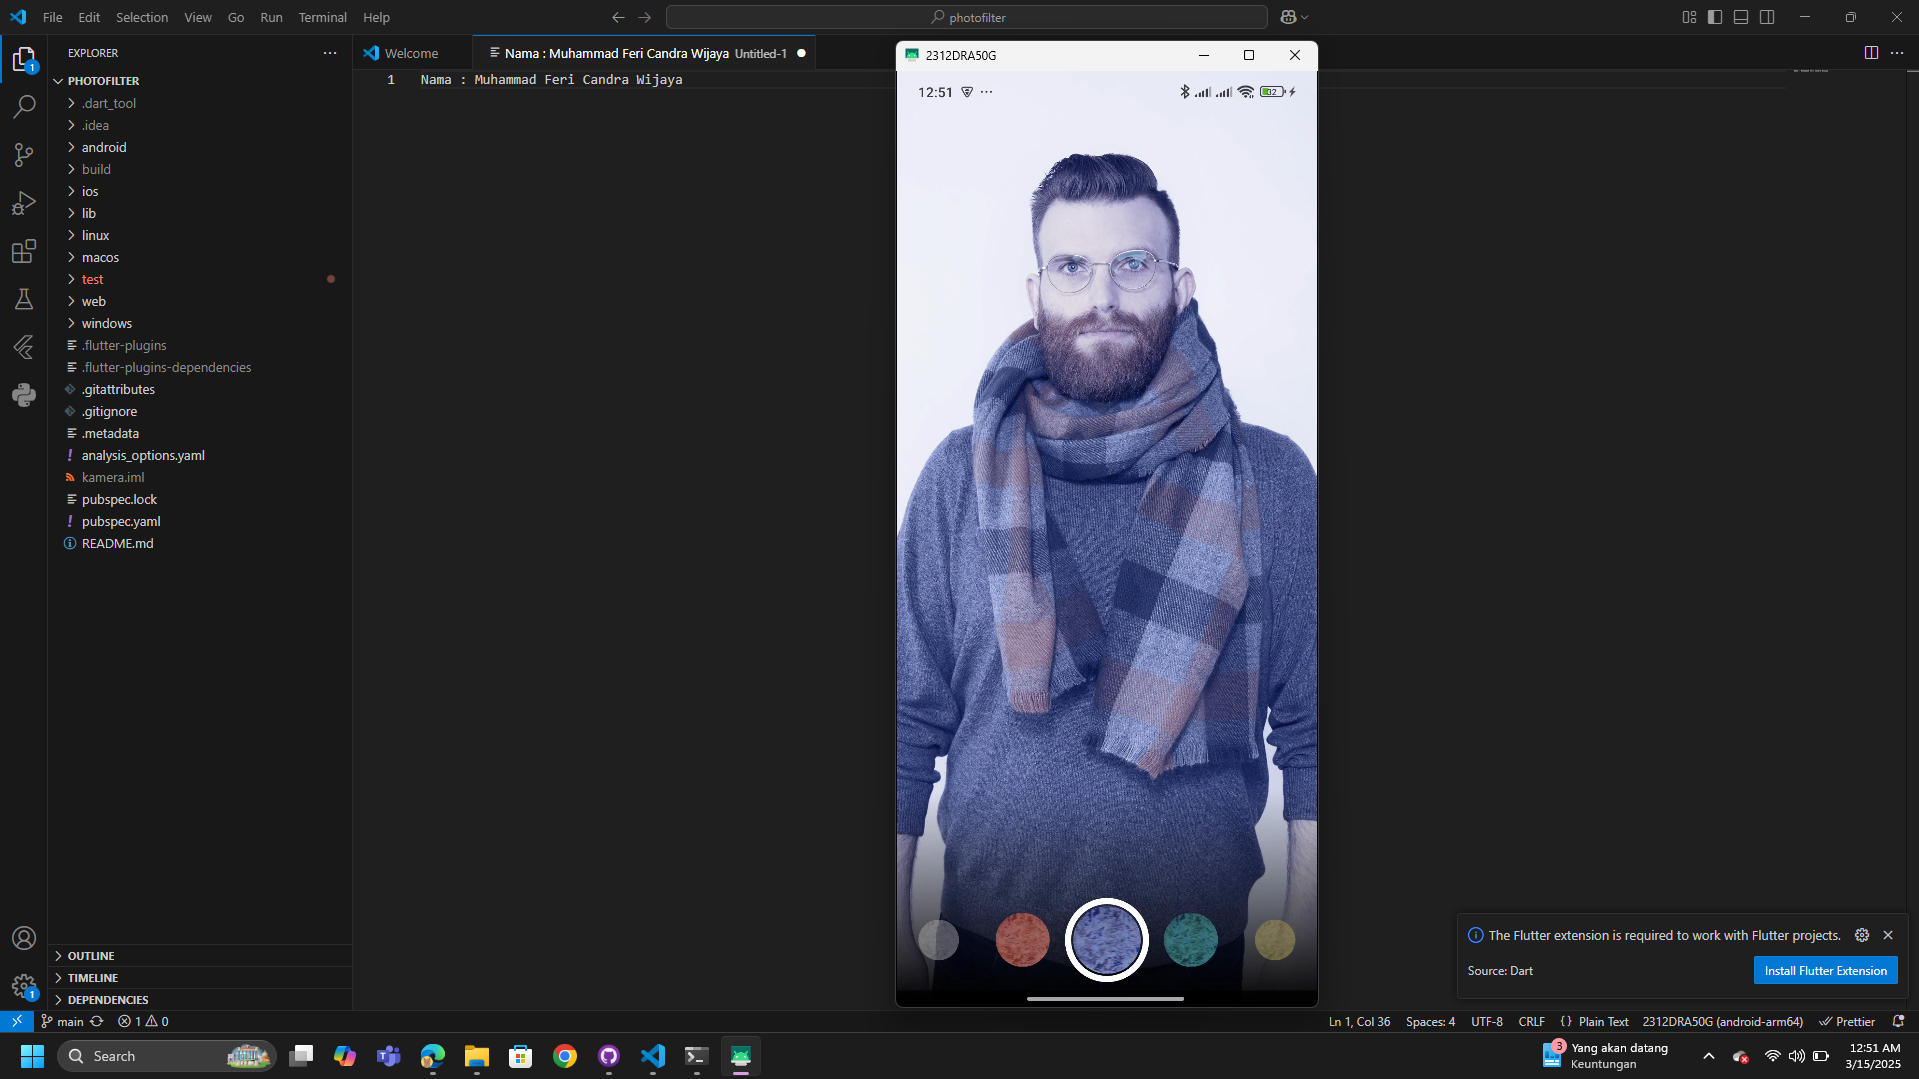 File Edit Selection View Go Run Terminal Help
photofilter
EXPLORER
PHOTOFILTER
.dart_tool
.idea
android
build
ios
lib
linux
macos
test
web
windows
.flutter-plugins
.flutter-plugins-dependencies
.gitattributes
.gitignore
.metadata
analysis_options.yaml
kamera.iml
pubspec.lock
pubspec.yaml
README.md
OUTLINE
TIMELINE
DEPENDENCIES
1
1
Welcome
Nama : Muhammad Feri Candra Wijaya Untitled-1
1 Nama : Muhammad Feri Candra Wijaya
2312DRA50G
12:51
32
The Flutter extension is required to work with Flutter projects.
Source: Dart
Install Flutter Extension
main 1 0
Ln 1, Col 36 Spaces: 4 UTF-8 CRLF {} Plain Text 2312DRA50G (android-arm64) Prettier
Search
3
Yang akan datang
Keuntungan
12:51 AM
3/15/2025